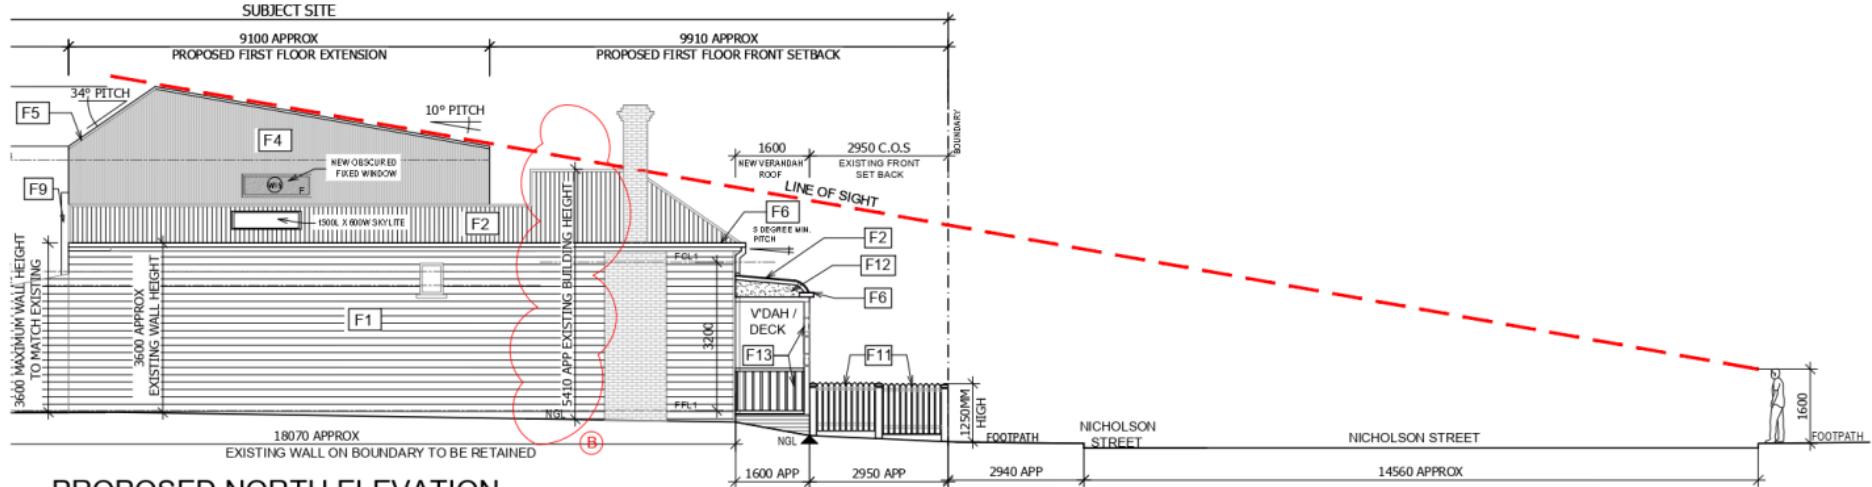 SUBJECT SITE
9100 APPROX
PROPOSED FIRST FLOOR EXTENSION
9910 APPROX
PROPOSED FIRST FLOOR FRONT SETBACK
34° PITCH
F5
10° PITCH
F4
BOUNDARY
1600
NEW VERANDAH
ROOF
2950 C.O.S
EXISTING FRONT
SET BACK
NEW OBSCURED
FIXED WINDOW
F
F9
LINE OF SIGHT
1500L X 600W SKYLITE
F2
F6
5 DEGREE MIN.
PITCH
F2
FCL1
F12
F6
3600 MAXIMUM WALL HEIGHT
TO MATCH EXISTING
3600 APPROX
EXISTING WALL HEIGHT
F1
5410 APP EXISTING BUILDING HEIGHT
3200
V'DAH /
DECK
F13
F11
FFL1
NGL
1250MM
HIGH
1600
18070 APPROX
EXISTING WALL ON BOUNDARY TO BE RETAINED
B
NGL
FOOTPATH
NICHOLSON
STREET
NICHOLSON STREET
FOOTPATH
1600 APP
2950 APP
2940 APP
14560 APPROX
PROPOSED NORTH ELEVATION